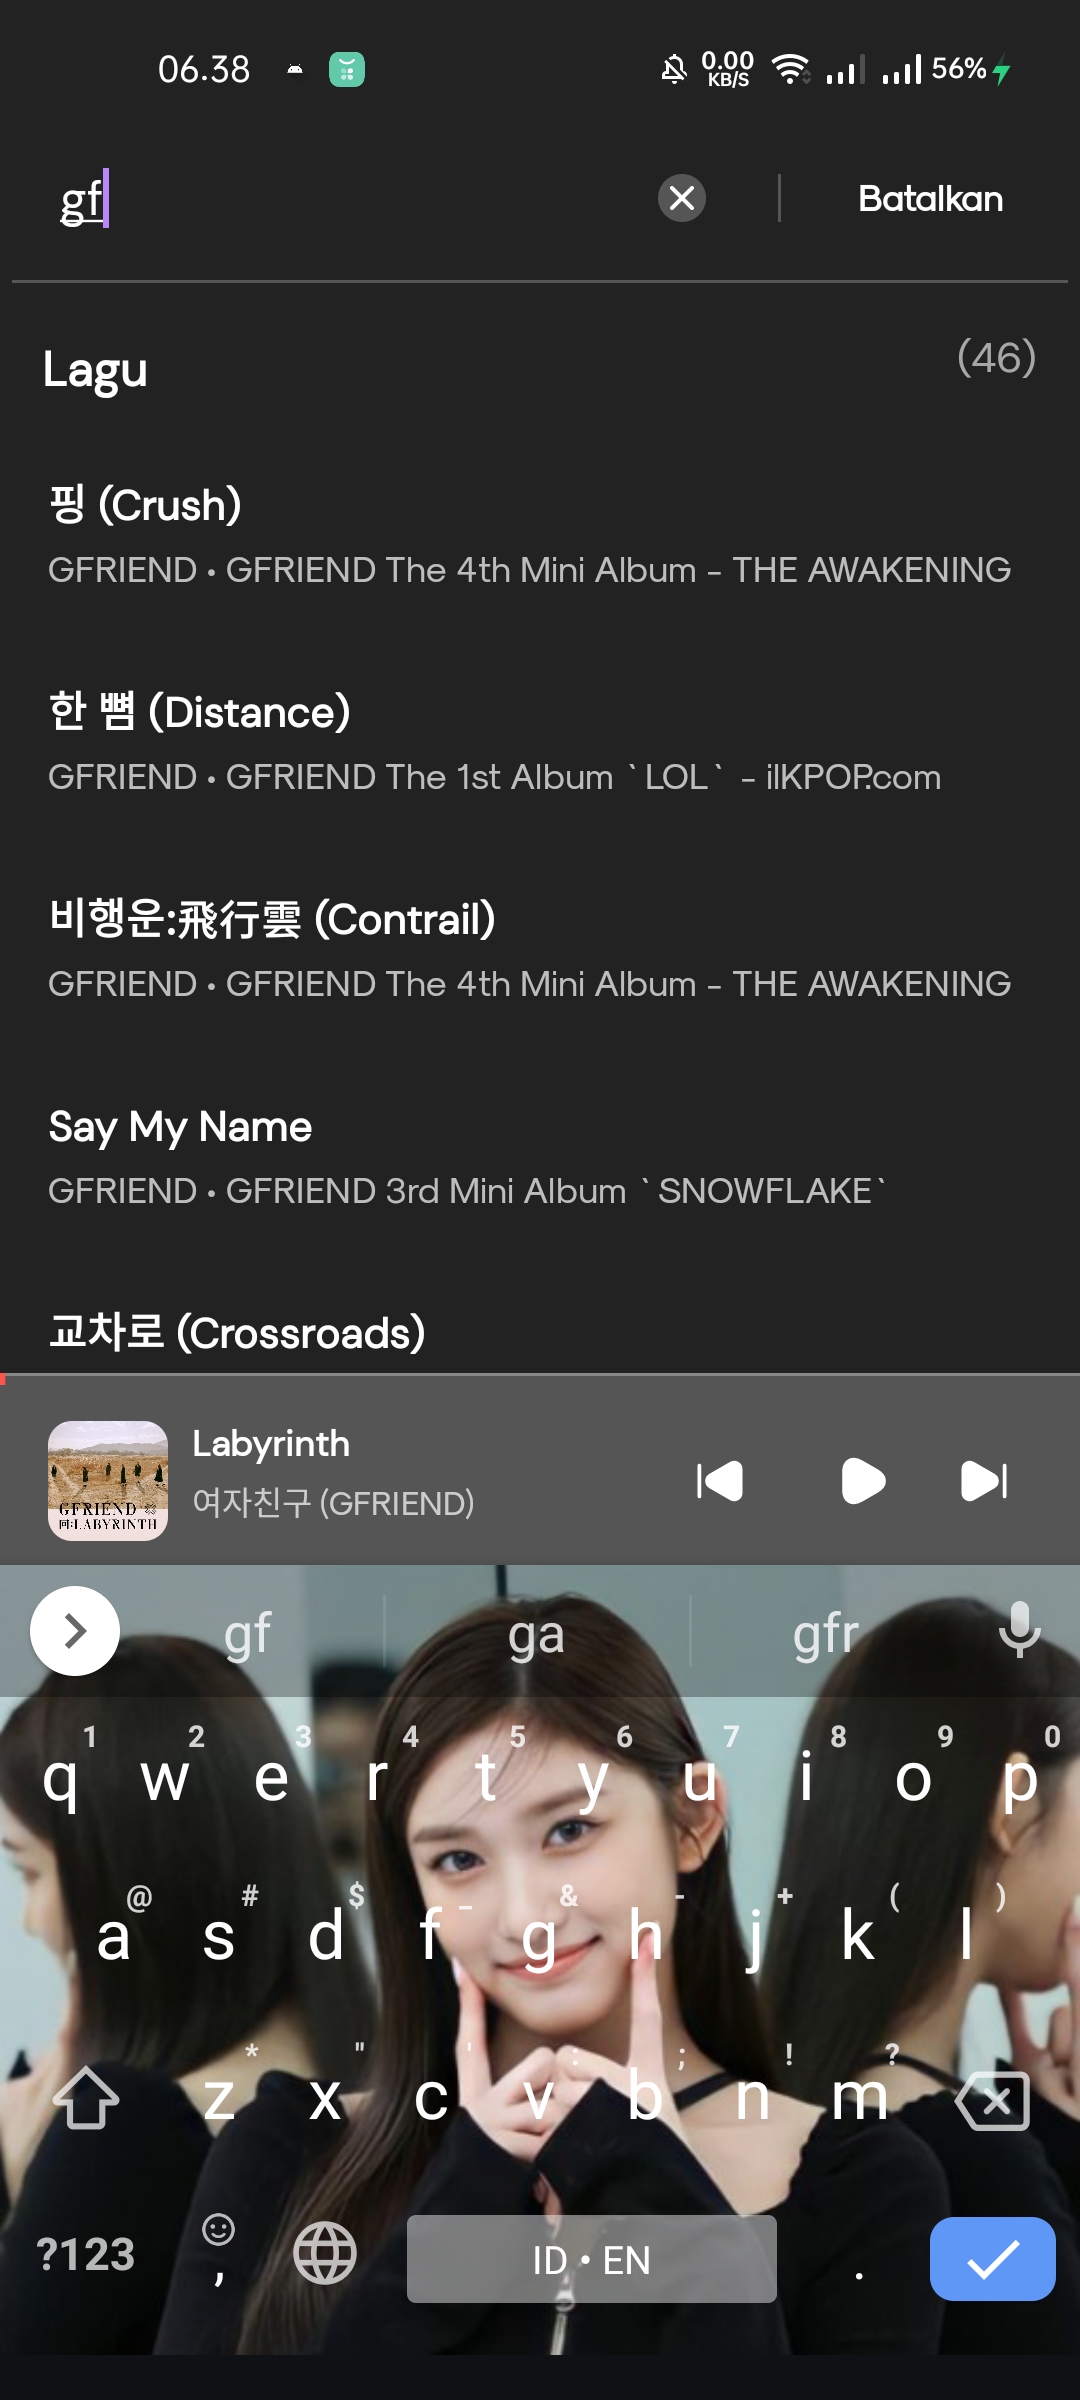 06.38
0.00
KB/S
56%
gf
Batalkan
Lagu
(46)
핑 (Crush)
GFRIEND • GFRIEND The 4th Mini Album - THE AWAKENING
한 뼘 (Distance)
GFRIEND • GFRIEND The 1st Album `LOL` - ilKPOP.com
비행운:飛行雲 (Contrail)
GFRIEND • GFRIEND The 4th Mini Album - THE AWAKENING
Say My Name
GFRIEND • GFRIEND 3rd Mini Album `SNOWFLAKE`
교차로 (Crossroads)
GFRIEND
回:LABYRINTH
Labyrinth
여자친구 (GFRIEND)
gf ga gfr
1 2 3 4 5 6 7 8 9 0
q w e r t y u i o p
@ # $ _ & - + ( )
a s d f g h j k l
* " ' : ; ! ?
z x c v b n m
?123 , ID • EN .